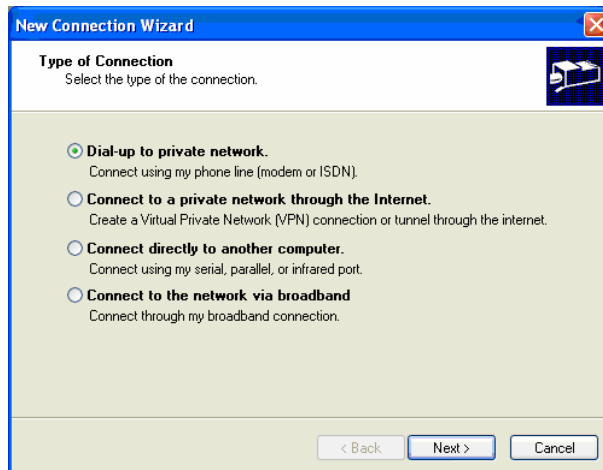 New Connection Wizard
Type of Connection
Select the type of the connection.
Dial-up to private network.
Connect using my phone line (modem or ISDN).
Connect to a private network through the Internet.
Create a Virtual Private Network (VPN) connection or tunnel through the internet.
Connect directly to another computer.
Connect using my serial, parallel, or infrared port.
Connect to the network via broadband
Connect through my broadband connection.
< Back Next > Cancel